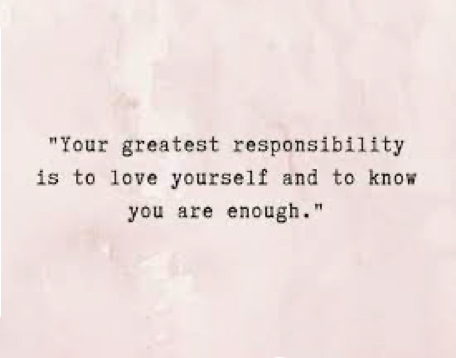 "Your greatest responsibility
is to love yourself and to know
you are enough."